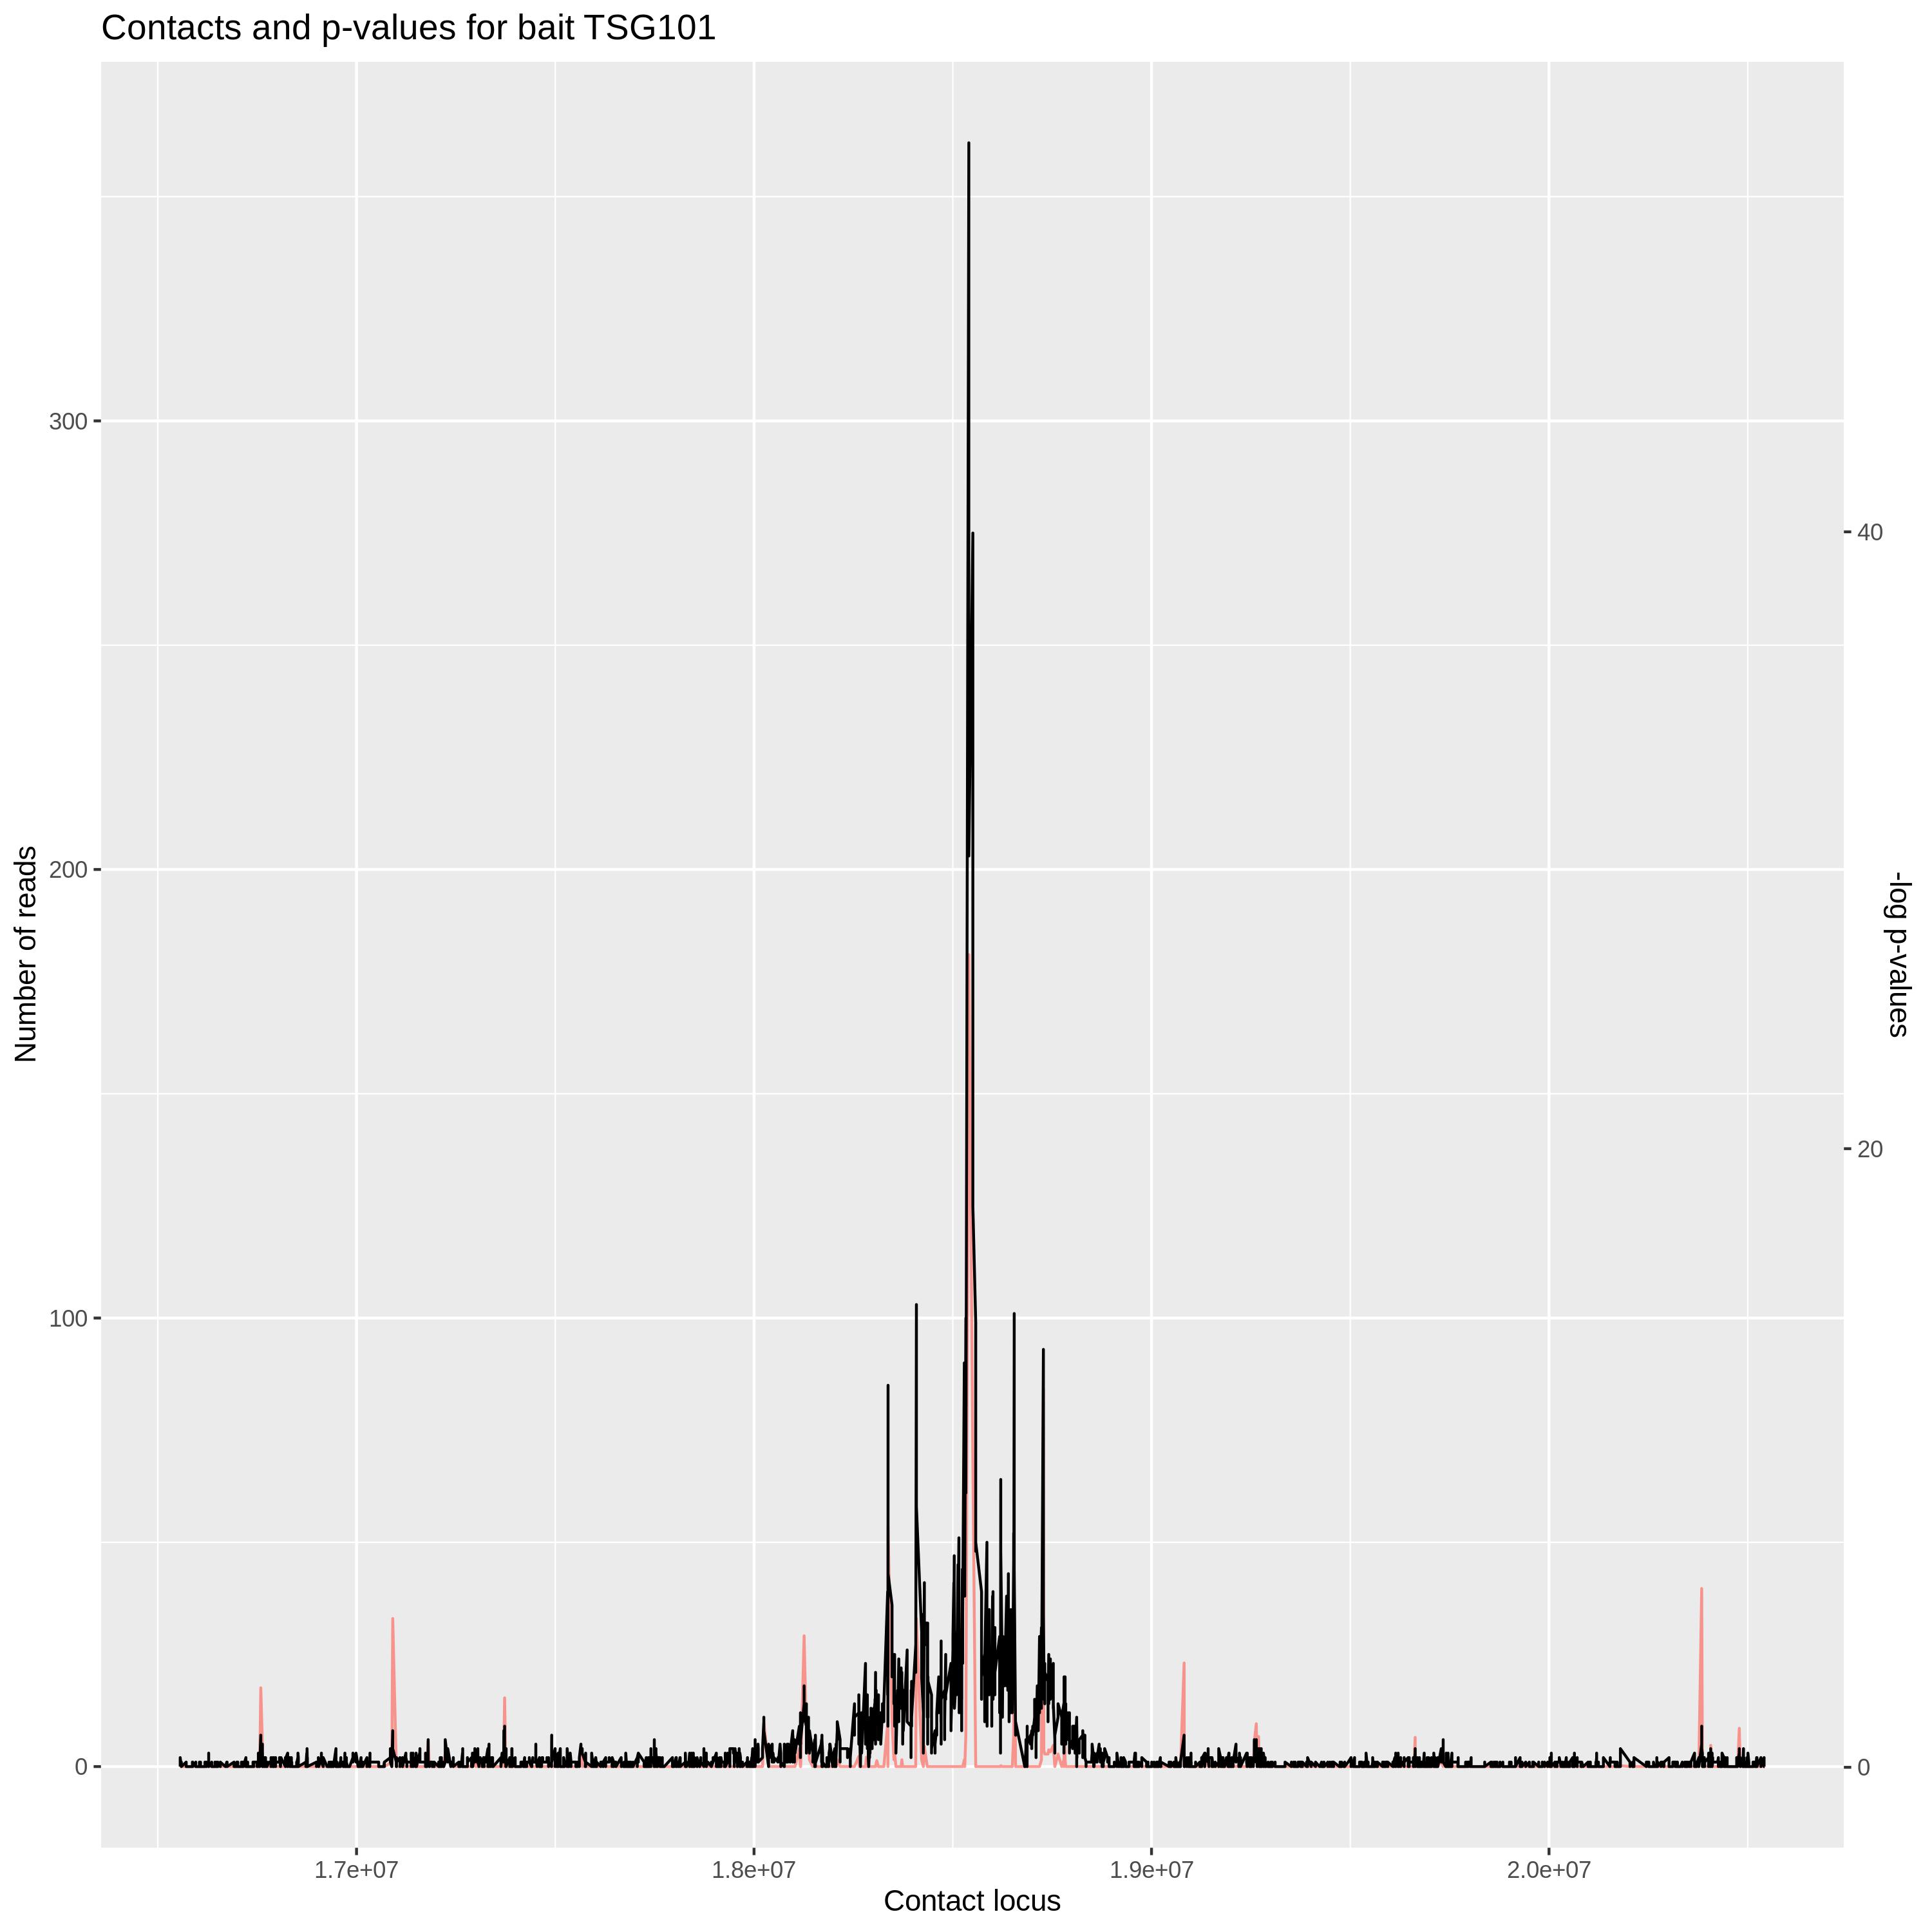 Contacts and p-values for bait TSG101
Number of reads
300
200
100
0
-log p-values
40
20
0
1.7e+07
1.8e+07
1.9e+07
2.0e+07
Contact locus